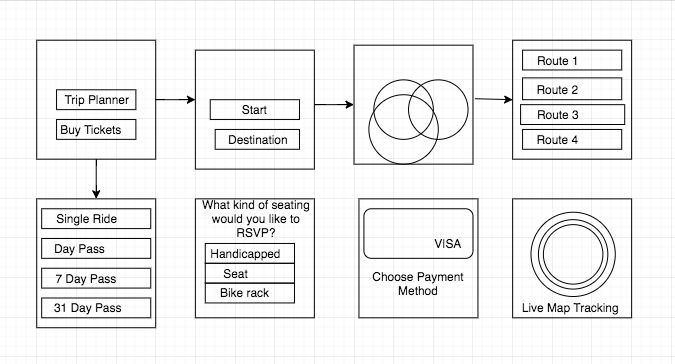 Trip Planner
Buy Tickets
Start
Destination
Route 1
Route 2
Route 3
Route 4
Single Ride
Day Pass
7 Day Pass
31 Day Pass
What kind of seating
would you like to
RSVP?
Handicapped
Seat
Bike rack
VISA
Choose Payment
Method
Live Map Tracking